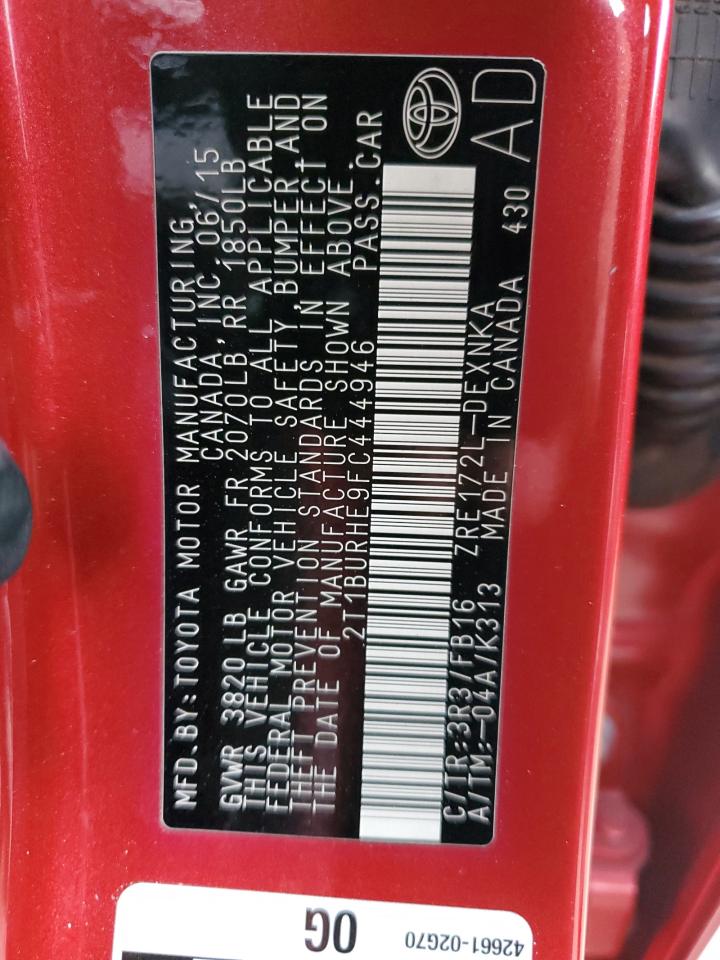 MFD.BY:TOYOTA MOTOR MANUFACTURING,
CANADA, INC. 06/15
GVWR 3820LB GAWR FR 2070LB, RR 1850LB
THIS VEHICLE CONFORMS TO ALL APPLICABLE
FEDERAL MOTOR VEHICLE SAFETY, BUMPER, AND
THEFT PREVENTION STANDARDS IN EFFECT ON
THE DATE OF MANUFACTURE SHOWN ABOVE.
2T1BURHE9FC444946 PASS.CAR
C/TR:3R3/FB16 ZRE172L-DEXNKA
A/TM:-04A/K313 MADE IN CANADA 430
AD
0G
42661-02G70